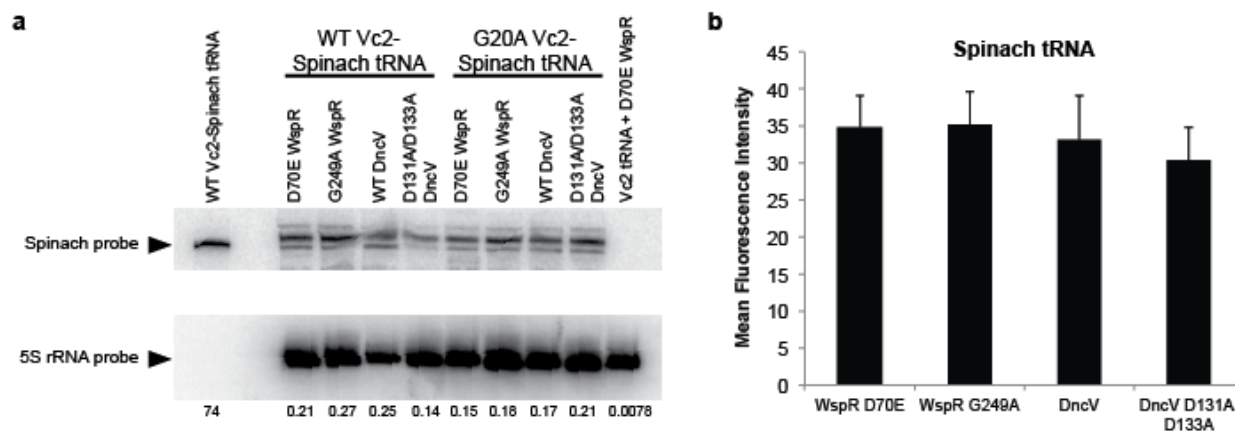 a
WT Vc2-Spinach tRNA
WT Vc2-
Spinach tRNA
G20A Vc2-
Spinach tRNA
D70E WspR
G249A WspR
WT DncV
D131A/D133A
DncV
D70E WspR
G249A WspR
WT DncV
D131A/D133A
DncV
Vc2 tRNA + D70E WspR
Spinach probe
5S rRNA probe
74 0.21 0.27 0.25 0.14 0.15 0.18 0.17 0.21 0.0078
b
Spinach tRNA
Mean Fluorescence Intensity
45
40
35
30
25
20
15
10
5
0
WspR D70E WspR G249A DncV DncV D131A
D133A